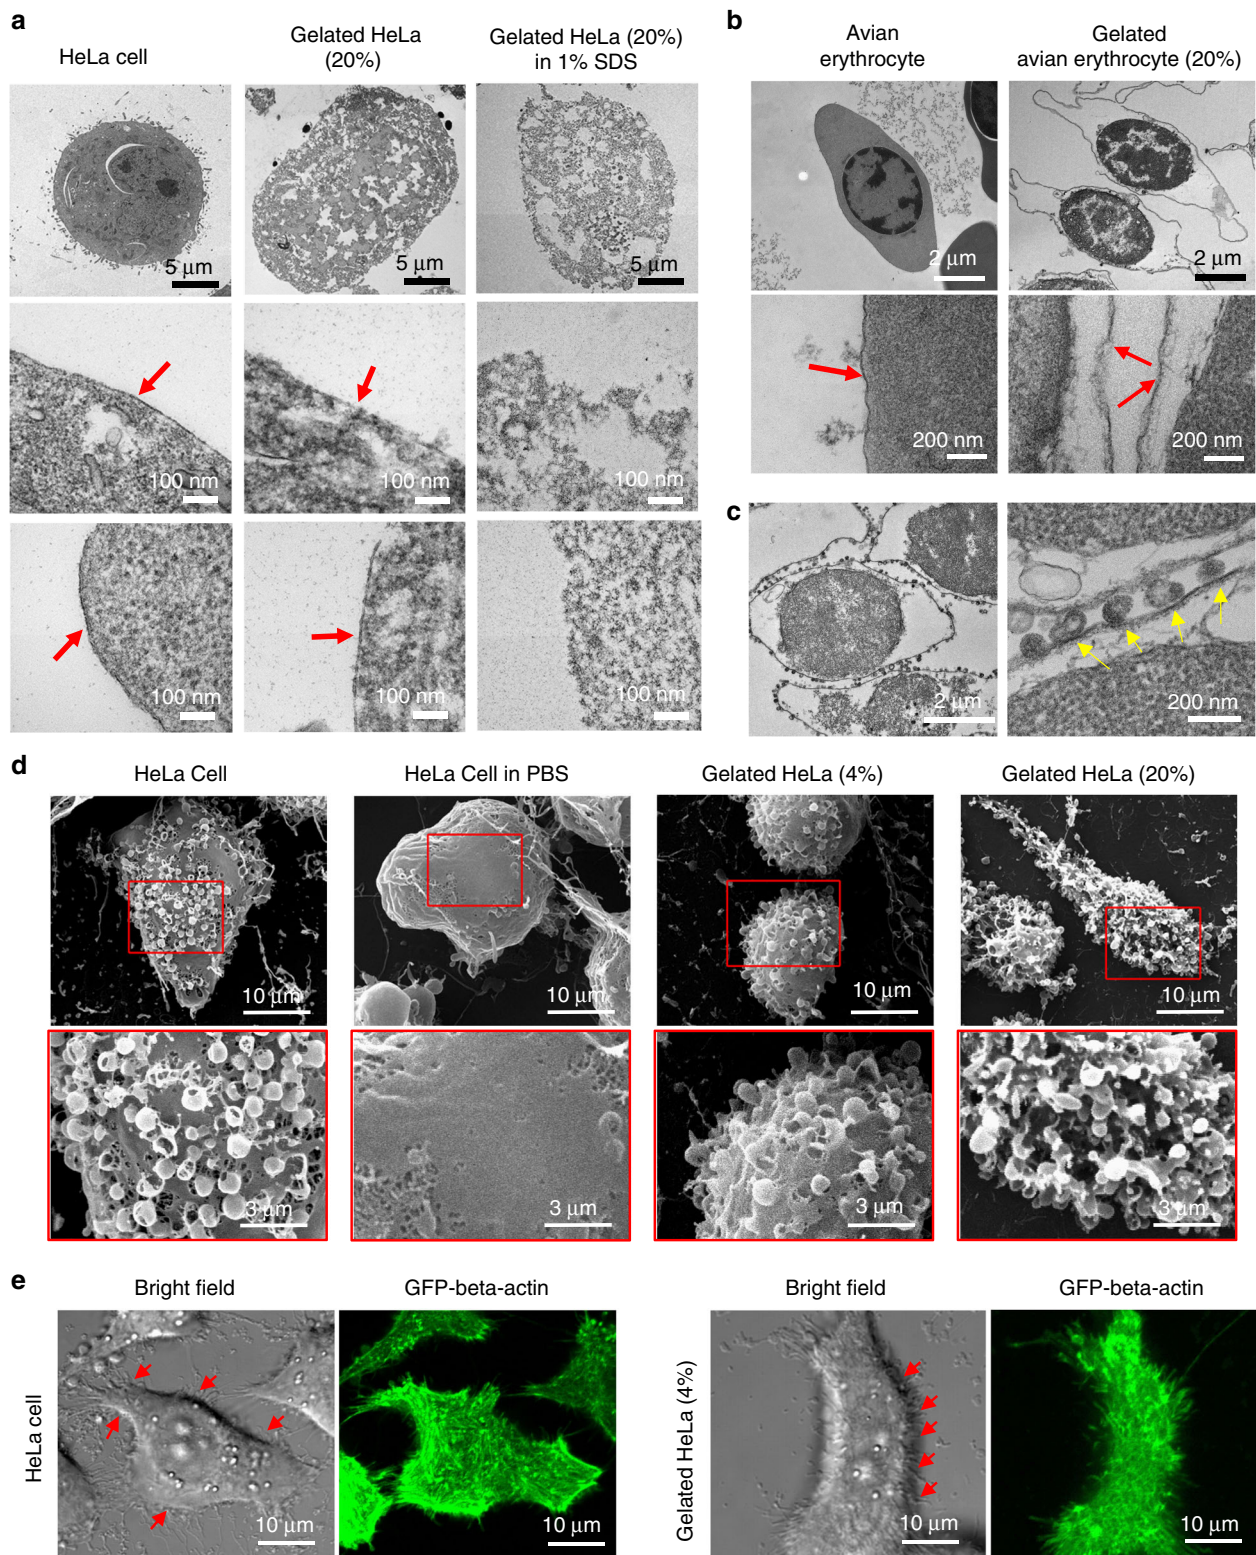 a
HeLa cell
Gelated HeLa
(20%)
Gelated HeLa (20%)
in 1% SDS
5 μm
5 μm
5 μm
100 nm
100 nm
100 nm
100 nm
100 nm
100 nm
b
Avian
erythrocyte
Gelated
avian erythrocyte (20%)
2 μm
2 μm
200 nm
200 nm
c
2 μm
200 nm
d
HeLa Cell
HeLa Cell in PBS
Gelated HeLa (4%)
Gelated HeLa (20%)
10 μm
10 μm
10 μm
10 μm
3 μm
3 μm
3 μm
3 μm
e
Bright field
GFP-beta-actin
Bright field
GFP-beta-actin
HeLa cell
Gelated HeLa (4%)
10 μm
10 μm
10 μm
10 μm